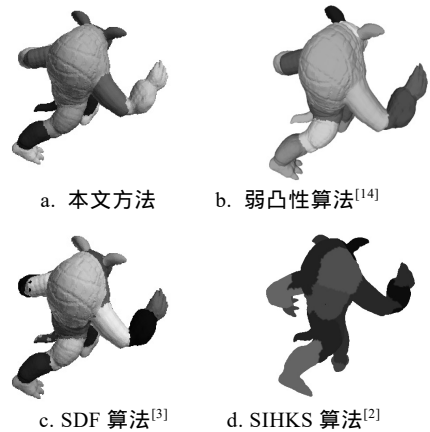 a. 本文方法
b. 弱凸性算法[14]
c. SDF 算法[3]
d. SIHKS 算法[2]